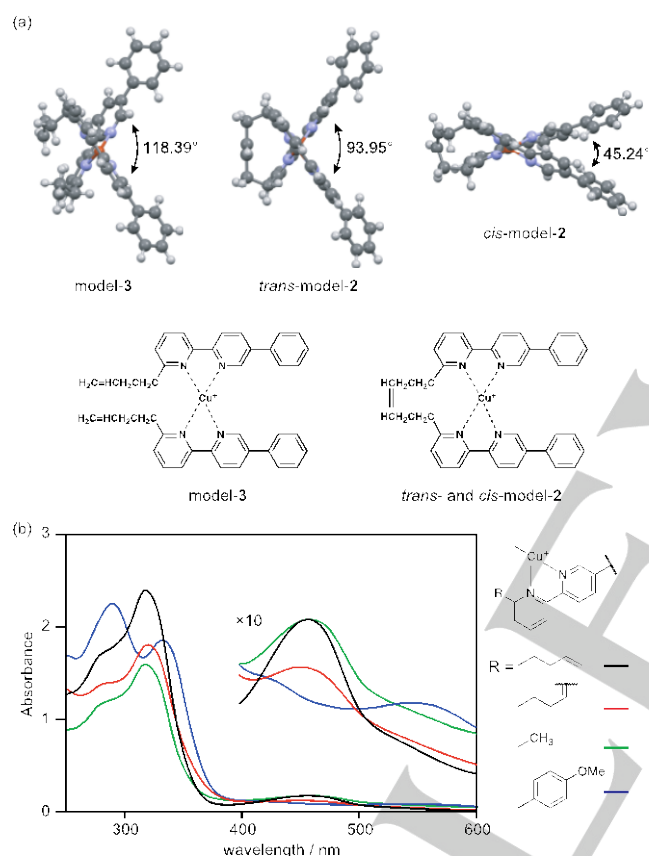 (a)
118.39°
93.95°
45.24°
model-3
trans-model-2
cis-model-2
H₂C=HCH₂CH₂C
N N
Cu⁺
H₂C=HCH₂CH₂C
N N
model-3
HCH₂CH₂C
N N
Cu⁺
HCH₂CH₂C
N N
trans- and cis-model-2
(b)
3
2
1
0
Absorbance
×10
300 400 500 600
wavelength / nm
Cu⁺
N
R N
R =
CH₃
OMe